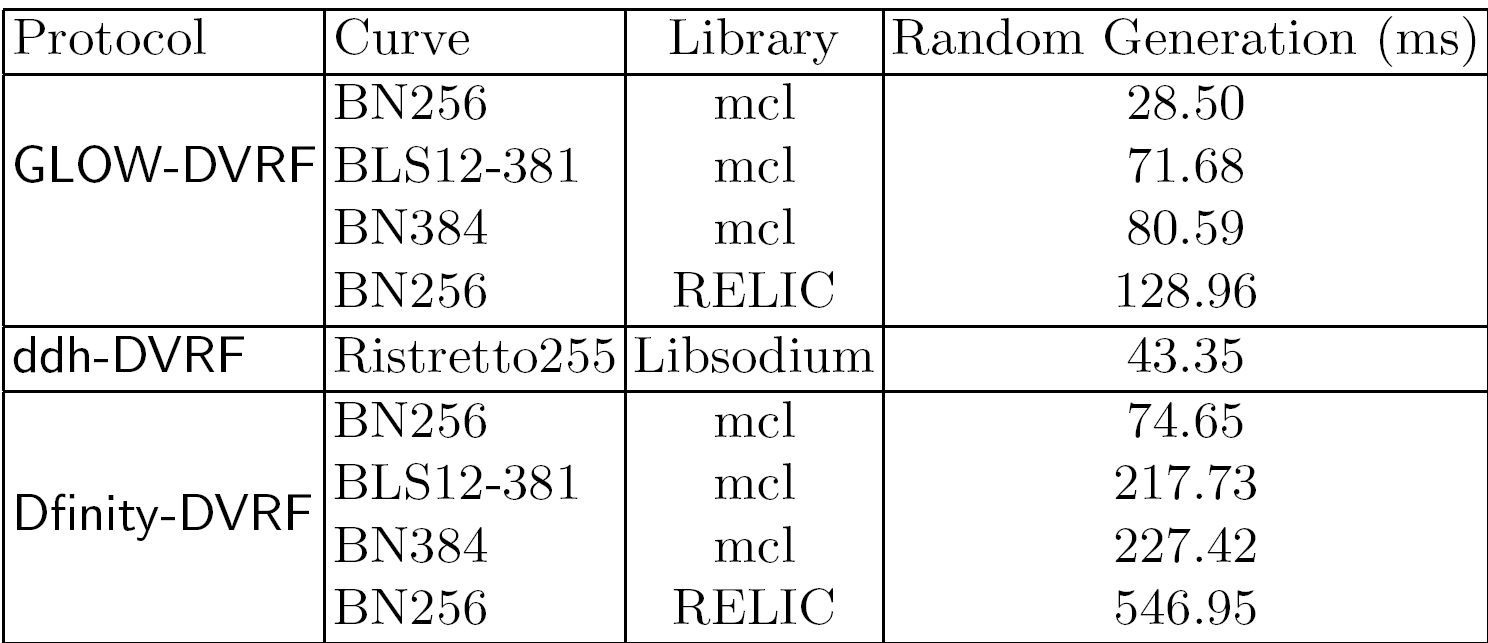 Protocol Curve Library Random Generation (ms)
GLOW-DVRF BN256 mcl 28.50
BLS12-381 mcl 71.68
BN384 mcl 80.59
BN256 RELIC 128.96
ddh-DVRF Ristretto255 Libsodium 43.35
Dfinity-DVRF BN256 mcl 74.65
BLS12-381 mcl 217.73
BN384 mcl 227.42
BN256 RELIC 546.95